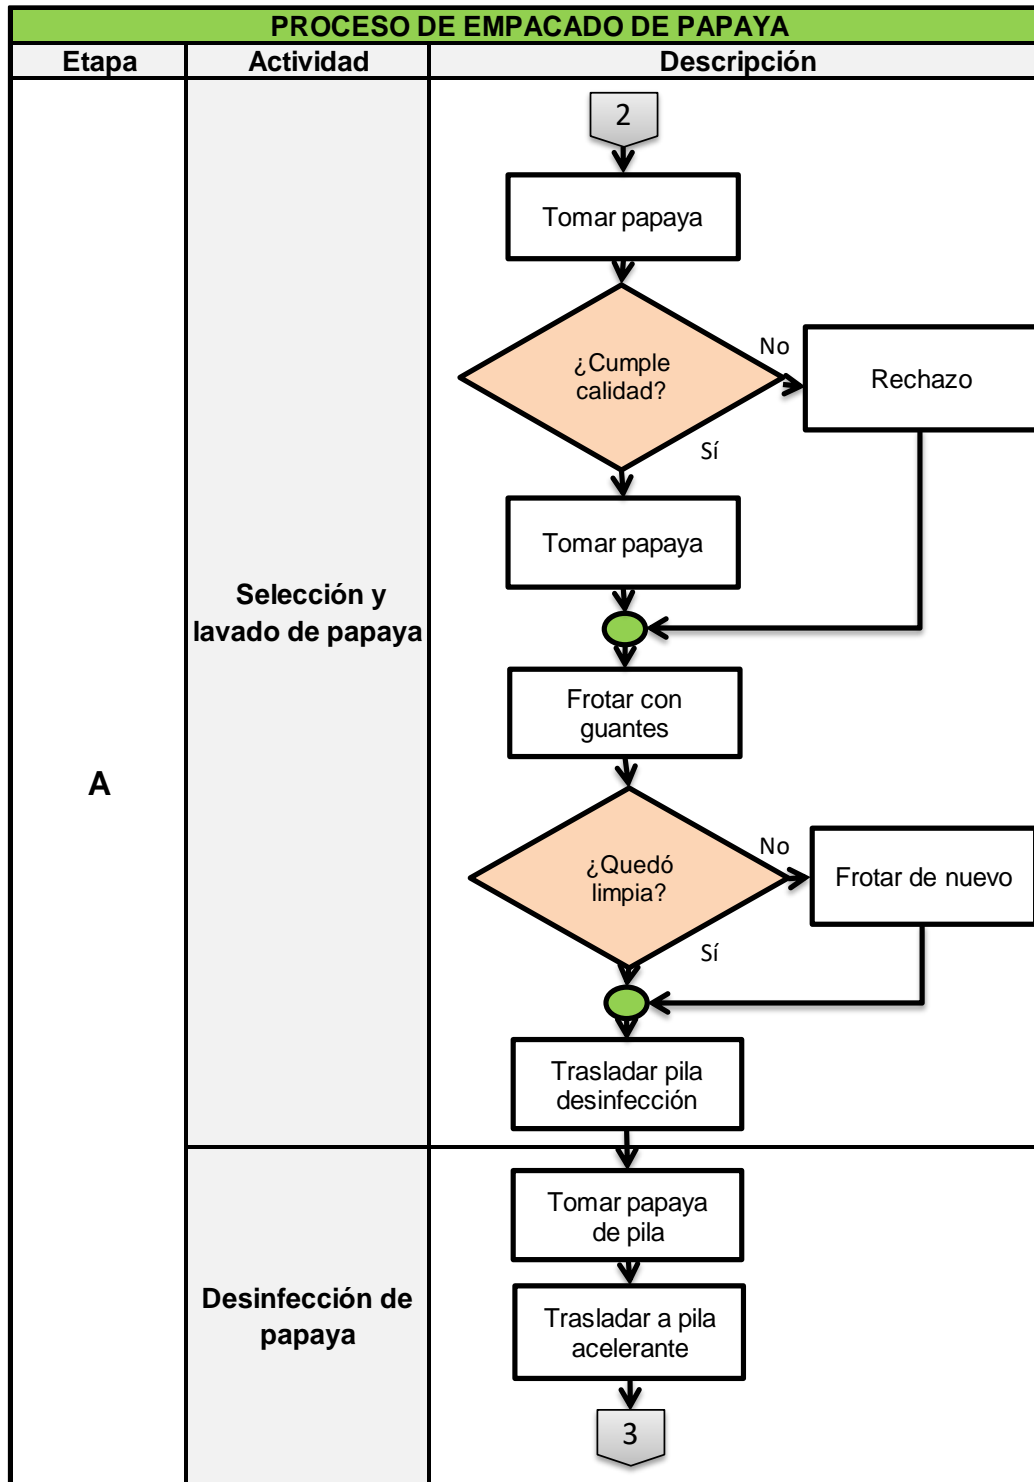 PROCESO DE EMPACADO DE PAPAYA
Etapa
Actividad
Descripción
2
Tomar papaya
¿Cumple
calidad?
No
Rechazo
Sí
Tomar papaya
Selección y
lavado de papaya
Frotar con
guantes
A
¿Quedó
limpia?
No
Frotar de nuevo
Sí
Trasladar pila
desinfección
Tomar papaya
de pila
Desinfección de
papaya
Trasladar a pila
acelerante
3